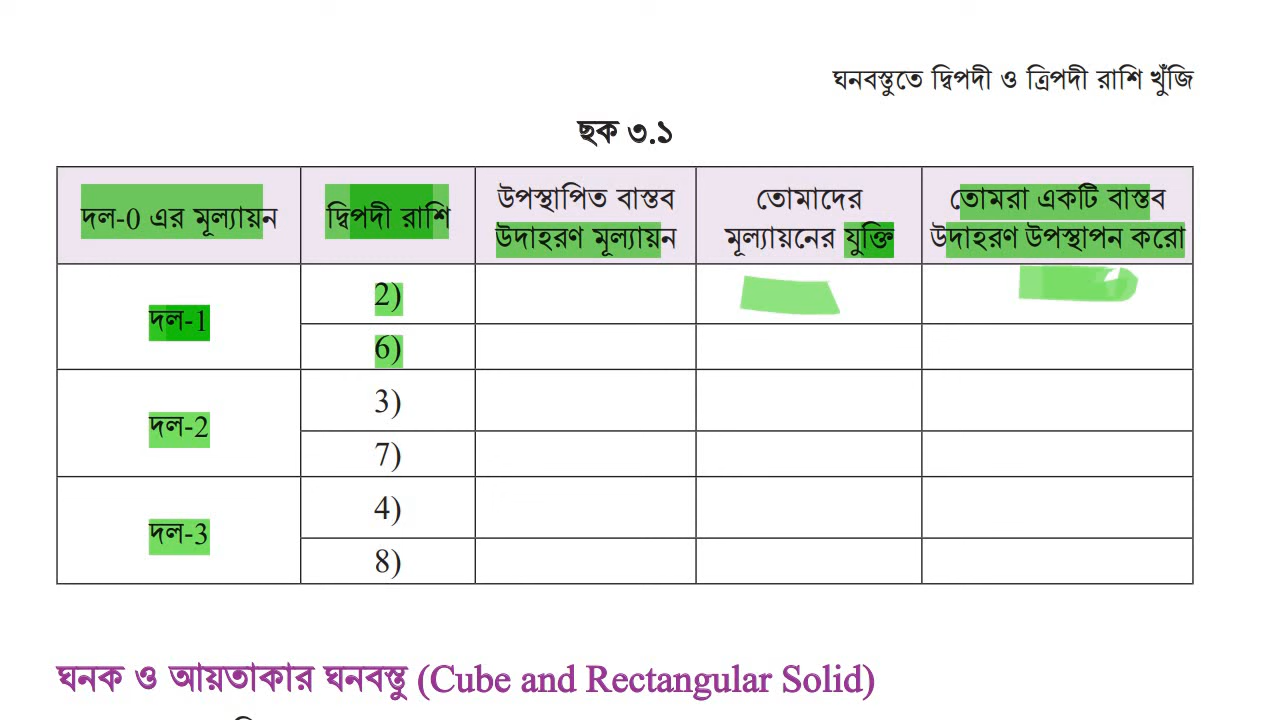 ঘনবস্তুতে দ্বিপদী ও ত্রিপদী রাশি খুঁজি
ছক ৩.১
দল-0 এর মূল্যায়ন
দ্বিপদী রাশি
উপস্থাপিত বাস্তব
উদাহরণ মূল্যায়ন
তোমাদের
মূল্যায়নের যুক্তি
তোমরা একটি বাস্তব
উদাহরণ উপস্থাপন করো
দল-1
2)
6)
দল-2
3)
7)
দল-3
4)
8)
ঘনক ও আয়তাকার ঘনবস্তু (Cube and Rectangular Solid)